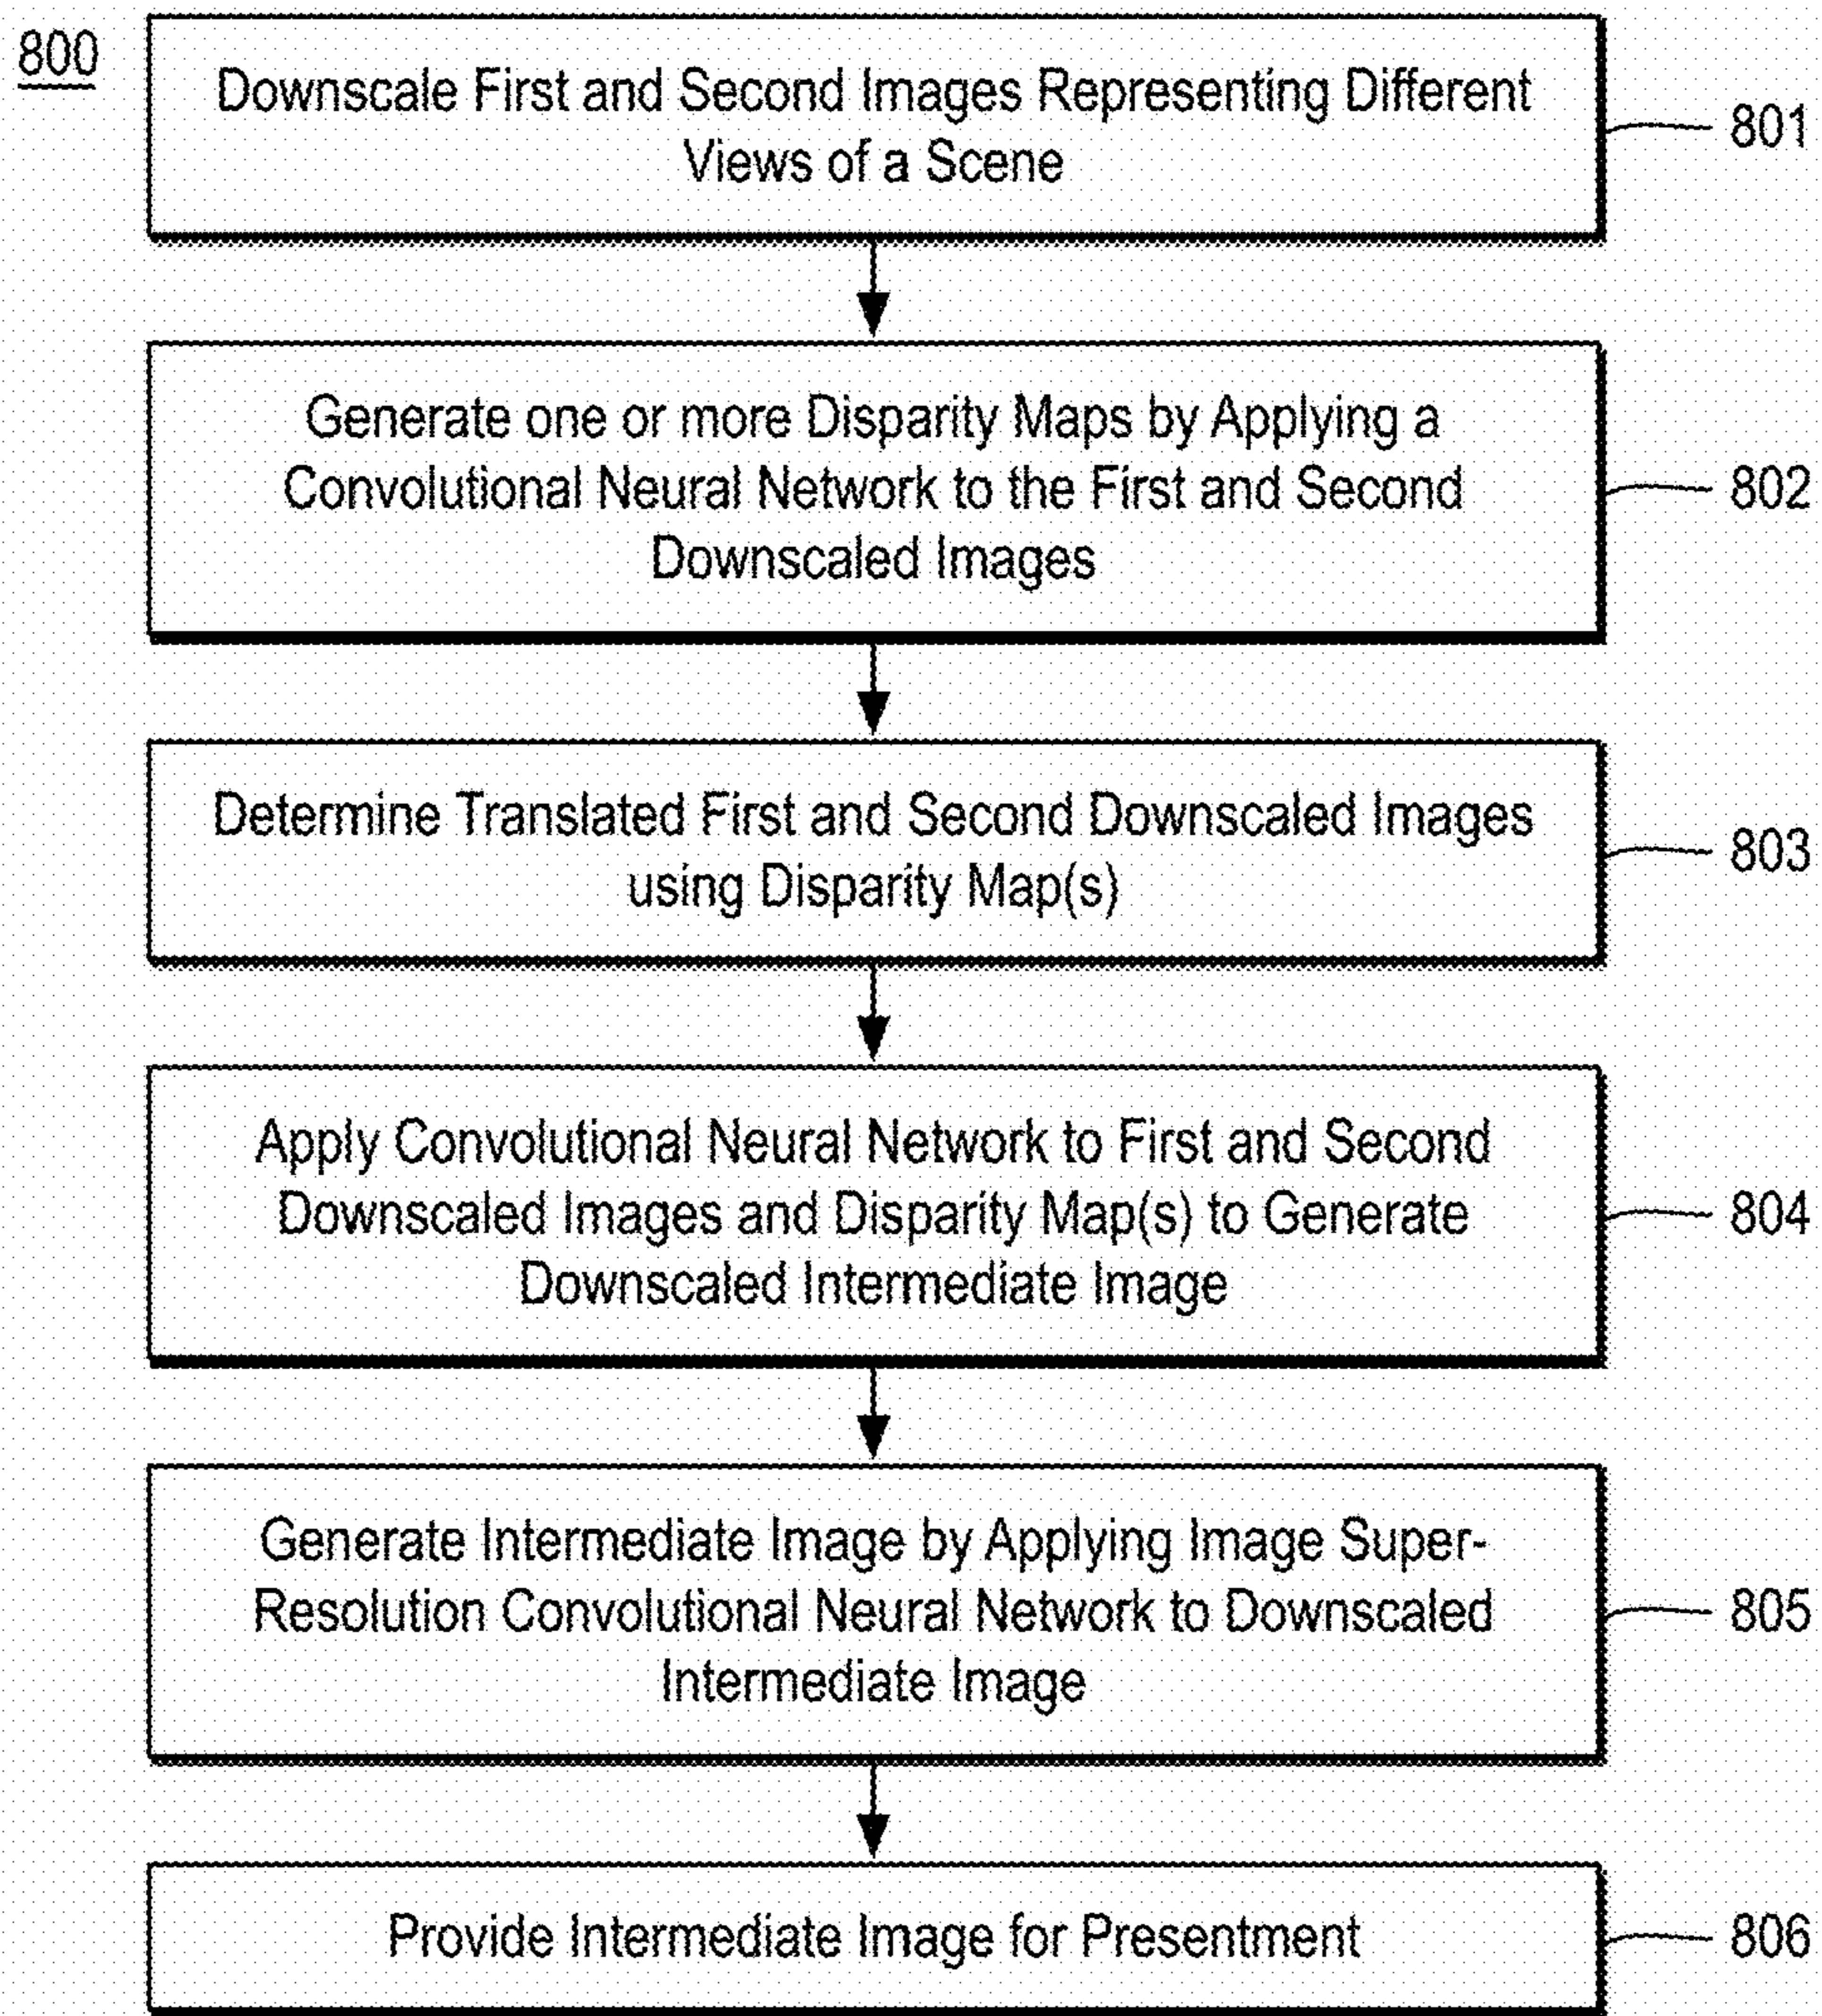 800
Downscale First and Second Images Representing Different
Views of a Scene
801
Generate one or more Disparity Maps by Applying a
Convolutional Neural Network to the First and Second
Downscaled Images
802
Determine Translated First and Second Downscaled Images
using Disparity Map(s)
803
Apply Convolutional Neural Network to First and Second
Downscaled Images and Disparity Map(s) to Generate
Downscaled Intermediate Image
804
Generate Intermediate Image by Applying Image Super-
Resolution Convolutional Neural Network to Downscaled
Intermediate Image
805
Provide Intermediate Image for Presentment
806